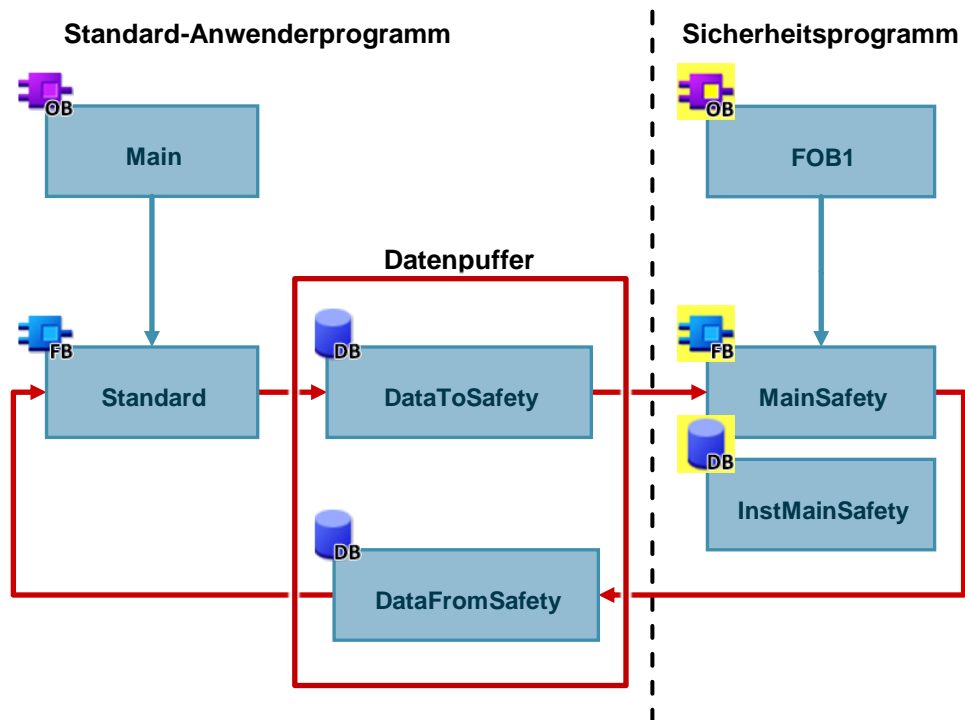 Standard-Anwenderprogramm
Sicherheitsprogramm
OB
Main
OB
FOB1
Datenpuffer
FB
Standard
DB
DataToSafety
FB
MainSafety
DB
InstMainSafety
DB
DataFromSafety